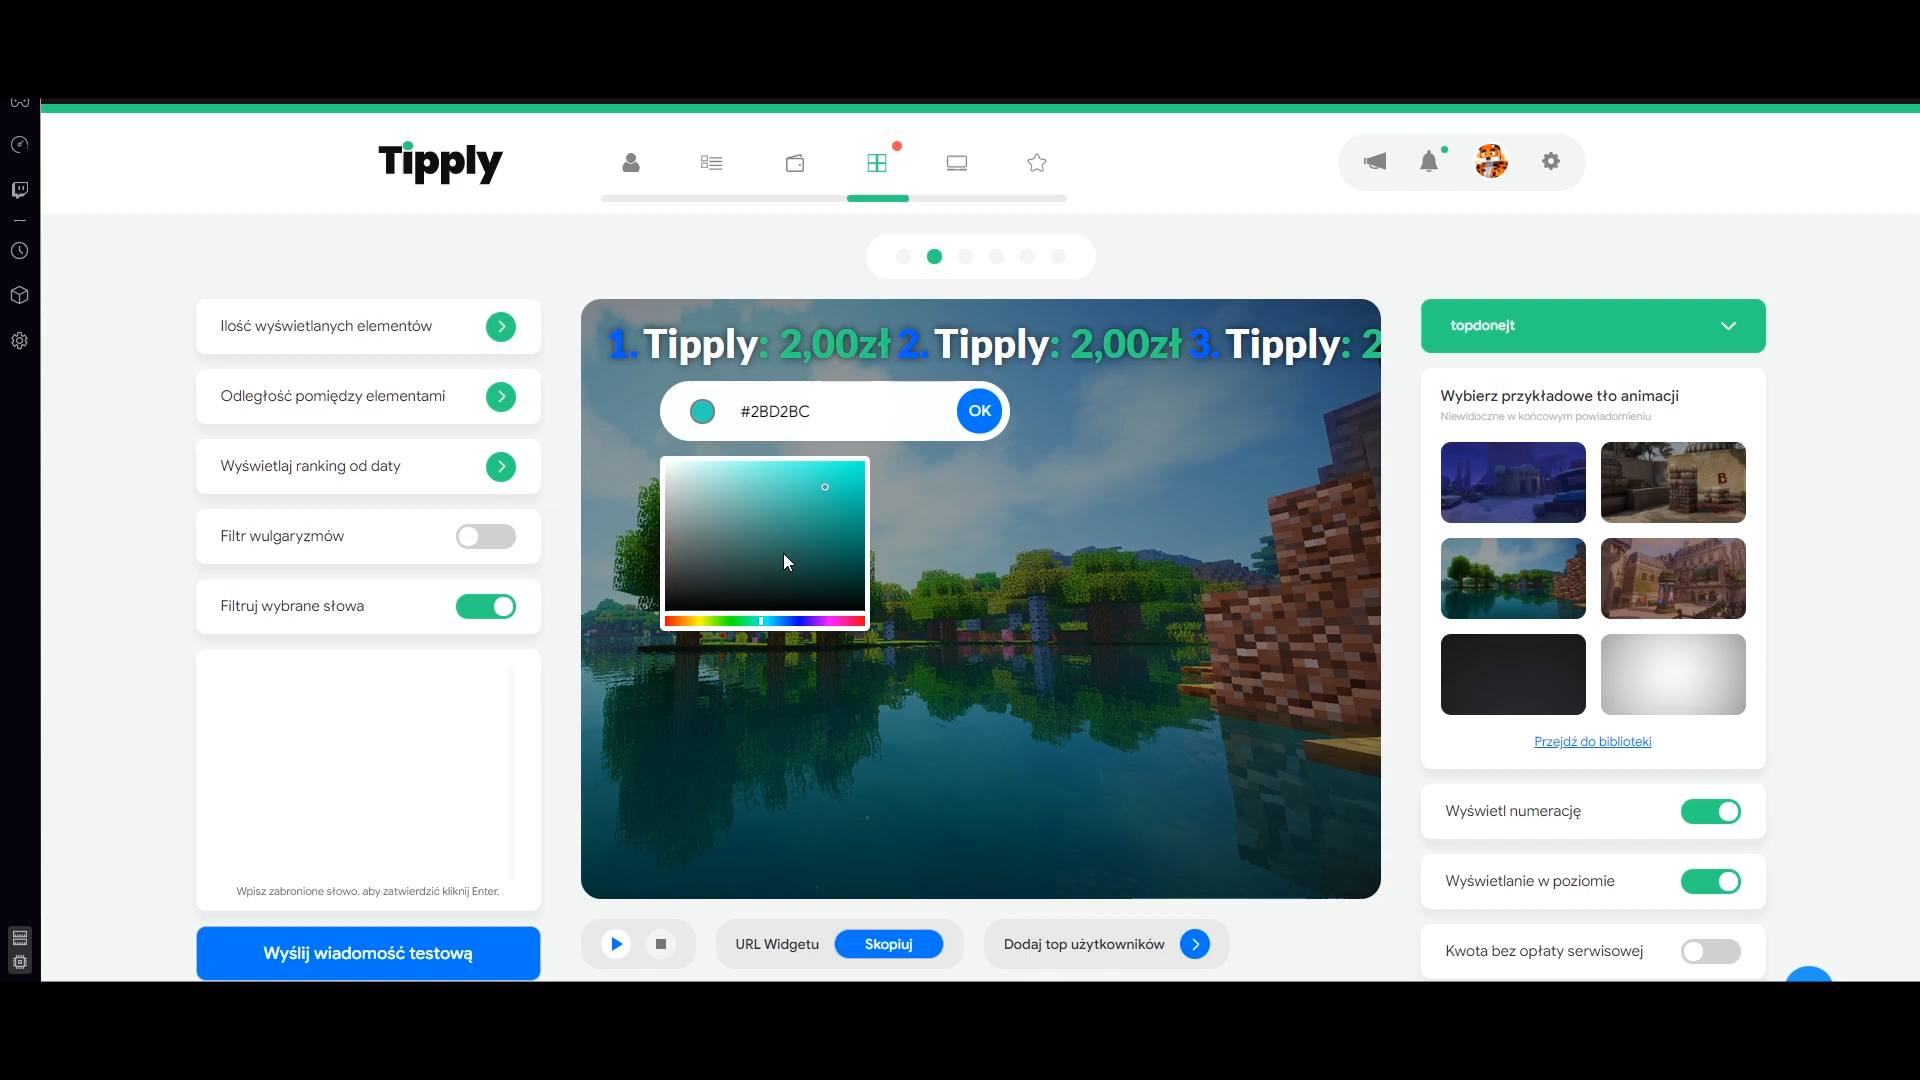 Tipply
Ilość wyświetlanych elementów
Odległość pomiędzy elementami
Wyświetlaj ranking od daty
Filtr wulgaryzmów
Filtruj wybrane słowa
Wpisz zabronione słowo. aby zatwierdzić kliknij Enter.
Wyślij wiadomość testową
1. Tipply: 2,00zł 2. Tipply: 2,00zł 3. Tipply: 2
#2BD2BC
OK
URL Widgetu
Skopiuj
Dodaj top użytkowników
topdonejt
Wybierz przykładowe tło animacji
Niewidoczne w końcowym powiadomieniu
B
Przejdź do biblioteki
Wyświetl numerację
Wyświetlanie w poziomie
Kwota bez opłaty serwisowej